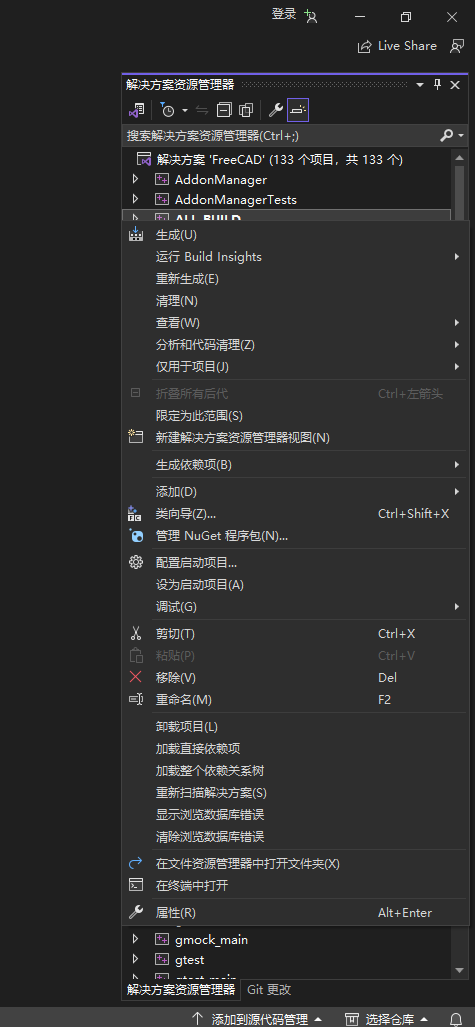 登录
Live Share
解决方案资源管理器
搜索解决方案资源管理器(Ctrl+;)
解决方案 'FreeCAD' (133 个项目，共 133 个)
AddonManager
AddonManagerTests
ALL_BUILD
生成(U)
运行 Build Insights
重新生成(E)
清理(N)
查看(W)
分析和代码清理(Z)
仅用于项目(J)
折叠所有后代 Ctrl+左箭头
限定为此范围(S)
新建解决方案资源管理器视图(N)
生成依赖项(B)
添加(D)
类向导(Z)... Ctrl+Shift+X
管理 NuGet 程序包(N)...
配置启动项目...
设为启动项目(A)
调试(G)
剪切(T) Ctrl+X
粘贴(P) Ctrl+V
移除(V) Del
重命名(M) F2
卸载项目(L)
加载直接依赖项
加载整个依赖关系树
重新扫描解决方案(S)
显示浏览数据库错误
清除浏览数据库错误
在文件资源管理器中打开文件夹(X)
在终端中打开
属性(R) Alt+Enter
gmock_main
gtest
gtest_main
解决方案资源管理器 Git 更改
添加到源代码管理 选择仓库